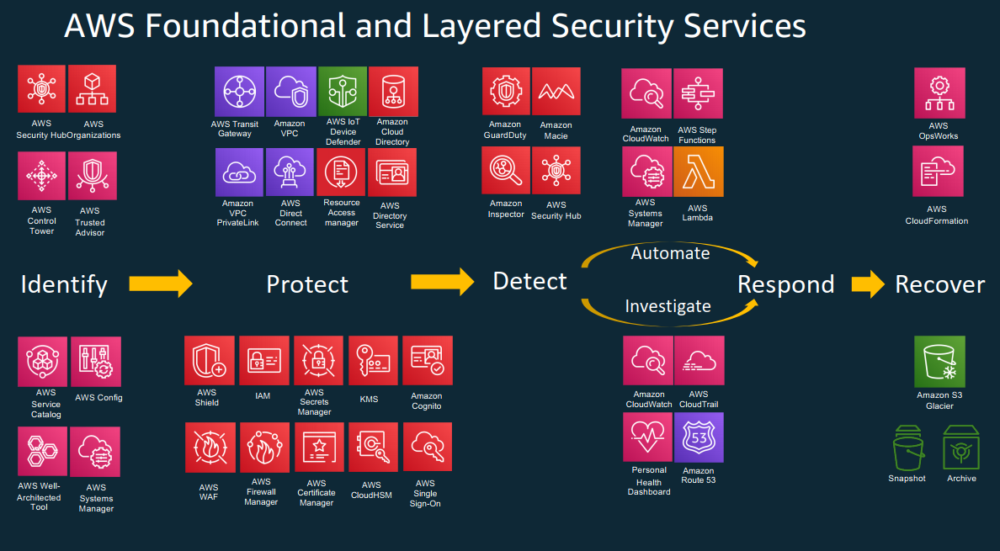 AWS Foundational and Layered Security Services
AWS
Security Hub
AWS
Organizations
AWS
Control
Tower
AWS
Trusted
Advisor
AWS Transit
Gateway
Amazon
VPC
AWS IoT
Device
Defender
Amazon
Cloud
Directory
Amazon
VPC
PrivateLink
AWS
Direct
Connect
Resource
Access
manager
AWS
Directory
Service
Amazon
GuardDuty
Amazon
Macie
Amazon
Inspector
AWS
Security Hub
Amazon
CloudWatch
AWS Step
Functions
AWS
Systems
Manager
AWS
Lambda
AWS
OpsWorks
AWS
CloudFormation
Identify
Protect
Detect
Automate
Investigate
Respond
Recover
AWS
Service
Catalog
AWS Config
AWS Well-
Architected
Tool
AWS
Systems
Manager
AWS
Shield
IAM
AWS
Secrets
Manager
KMS
Amazon
Cognito
AWS
WAF
AWS
Firewall
Manager
AWS
Certificate
Manager
AWS
CloudHSM
AWS
Single
Sign-On
Amazon
CloudWatch
AWS
CloudTrail
Personal
Health
Dashboard
53
Amazon
Route 53
Amazon S3
Glacier
Snapshot
Archive